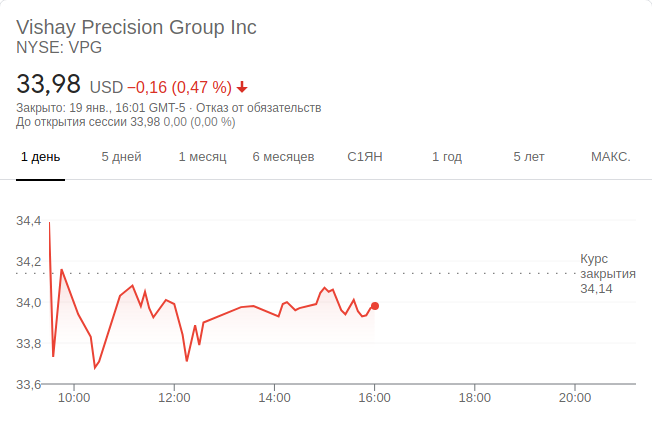 Vishay Precision Group Inc
NYSE: VPG
33,98 USD −0,16 (0,47 %)
Закрыто: 19 янв., 16:01 GMT-5 · Отказ от обязательств
До открытия сессии 33,98 0,00 (0,00 %)
1 день 5 дней 1 месяц 6 месяцев С1ЯН 1 год 5 лет МАКС.
34,4
34,2
34,0
33,8
33,6
Курс
закрытия
34,14
10:00 12:00 14:00 16:00 18:00 20:00